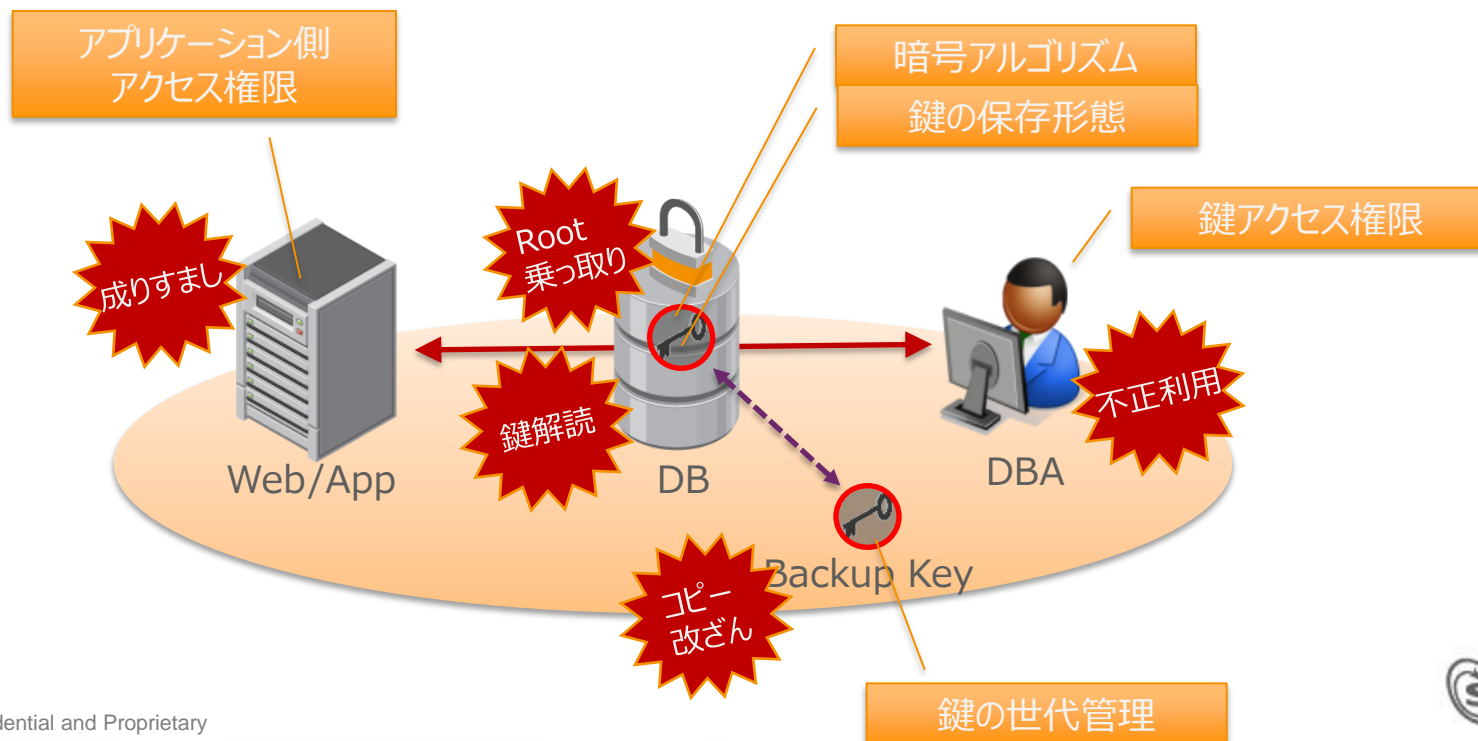 アプリケーション側
アクセス権限
暗号アルゴリズム
鍵の保存形態
鍵アクセス権限
Root
乗っ取り
成りすまし
鍵解読
不正利用
Web/App
DB
DBA
Backup Key
コピー
改ざん
鍵の世代管理
dential and Proprietary